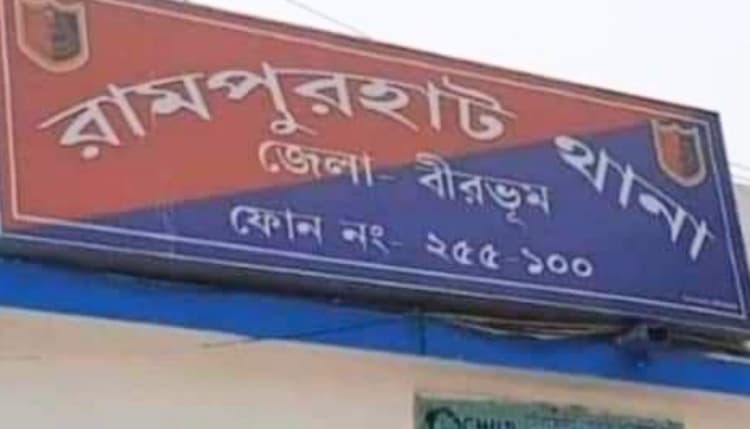 রামপুরহাট থানা
জেলা- বীরভূম
ফোন নং- ২৫৫-১০০